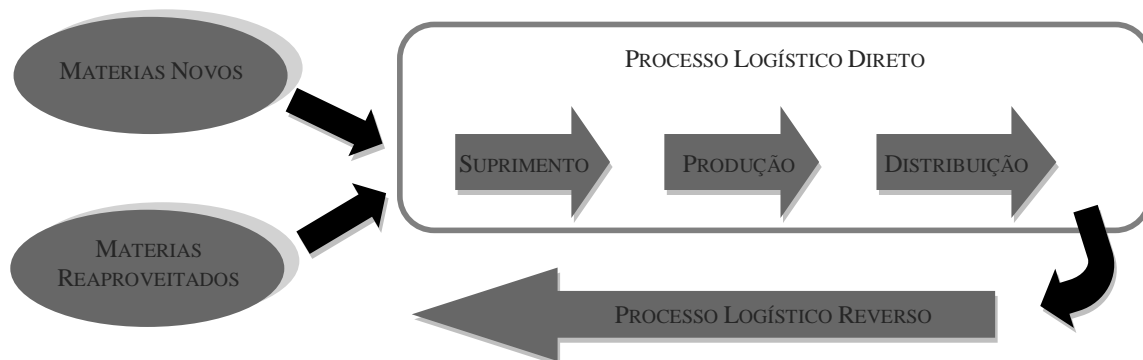 MATERIAS NOVOS
PROCESSO LOGÍSTICO DIRETO
SUPRIMENTO
PRODUÇÃO
DISTRIBUIÇÃO
MATERIAS
REAPROVEITADOS
PROCESSO LOGÍSTICO REVERSO